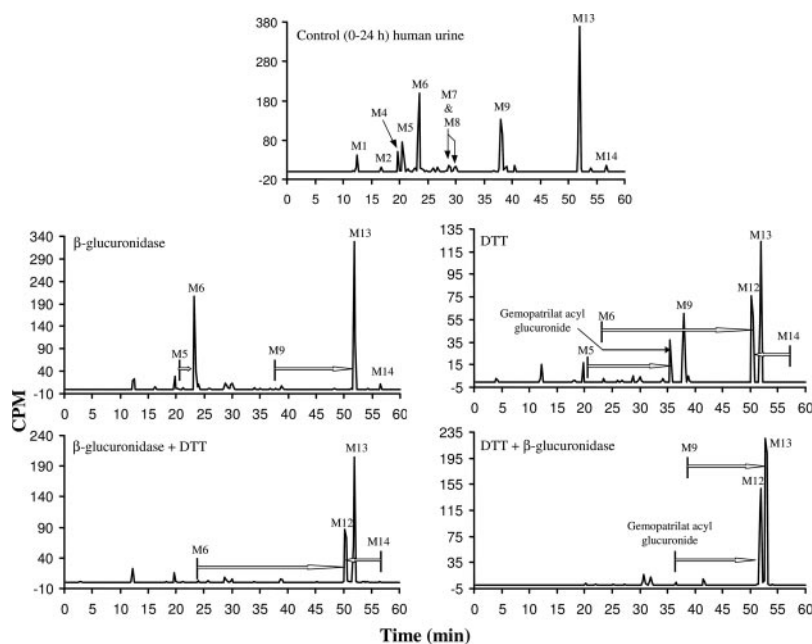 Control (0-24 h) human urine
M13
380
280
180
80
-20
M1
M2
M4
M5
M6
M7
&
M8
M9
M14
0 5 10 15 20 25 30 35 40 45 50 55 60
β-glucuronidase
340
290
240
190
140
90
40
-10
M5
M6
M9
M13
M14
0 5 10 15 20 25 30 35 40 45 50 55 60
DTT
135
115
95
75
55
35
15
-5
Gemopatrilat acyl
glucuronide
M5
M6
M9
M12
M13
M14
0 5 10 15 20 25 30 35 40 45 50 55 60
CPM
β-glucuronidase + DTT
240
190
140
90
40
-10
M6
M12
M13
M14
0 5 10 15 20 25 30 35 40 45 50 55 60
DTT + β-glucuronidase
235
195
155
115
75
35
-5
Gemopatrilat acyl
glucuronide
M9
M12
M13
0 5 10 15 20 25 30 35 40 45 50 55 60
Time (min)